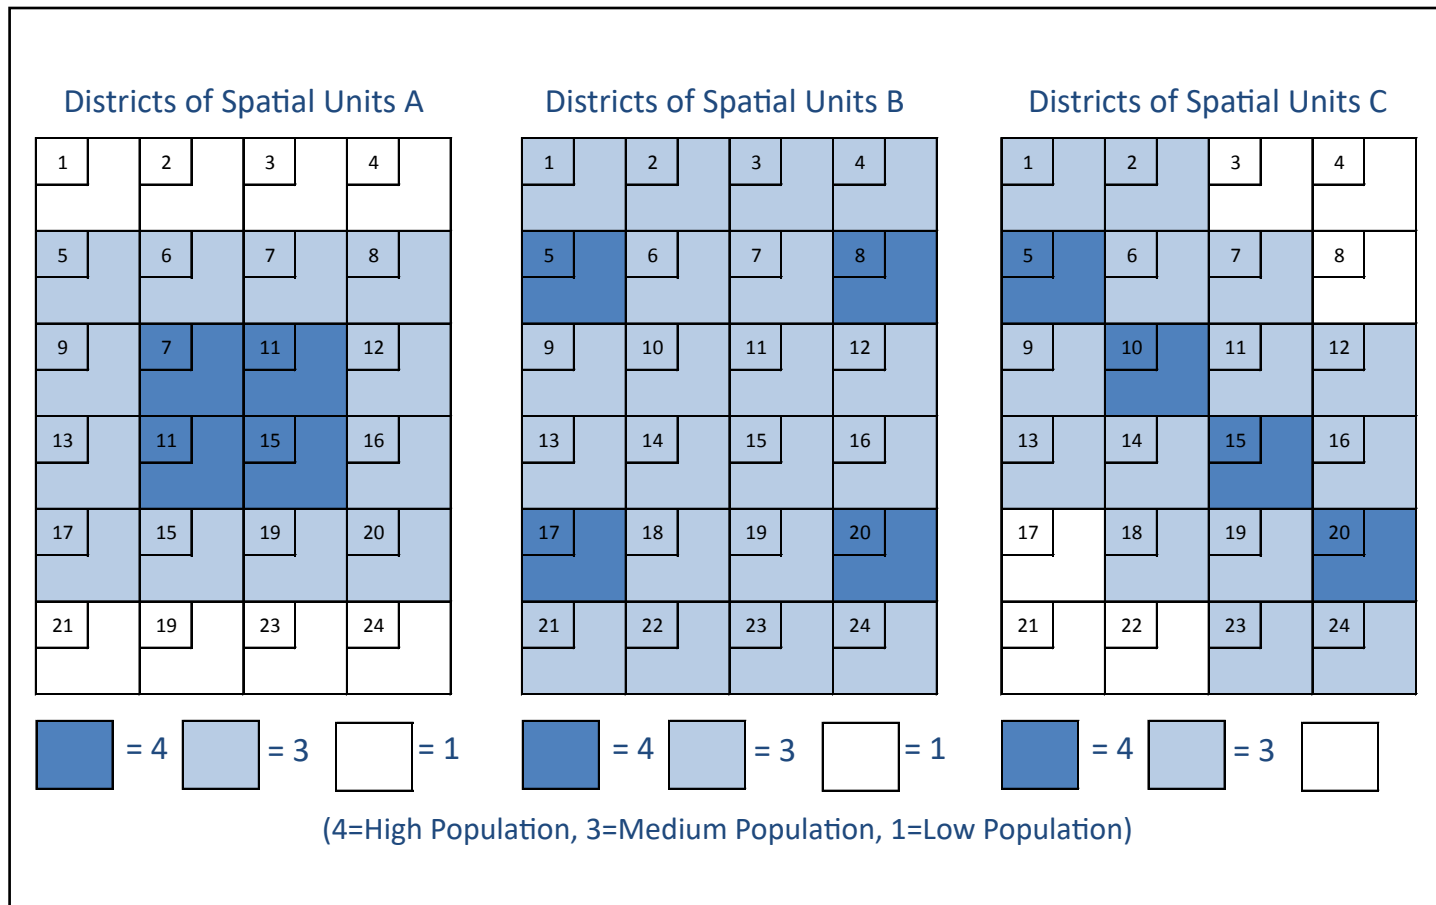 Districts of Spatial Units A Districts of Spatial Units B Districts of Spatial Units C
1 2 3 4 1 2 3 4 1 2 3 4
5 6 7 8 5 6 7 8 5 6 7 8
9 7 11 12 9 10 11 12 9 10 11 12
13 11 15 16 13 14 15 16 13 14 15 16
17 15 19 20 17 18 19 20 17 18 19 20
21 19 23 24 21 22 23 24 21 22 23 24
= 4 = 3 = 1 = 4 = 3 = 1 = 4 = 3
(4=High Population, 3=Medium Population, 1=Low Population)